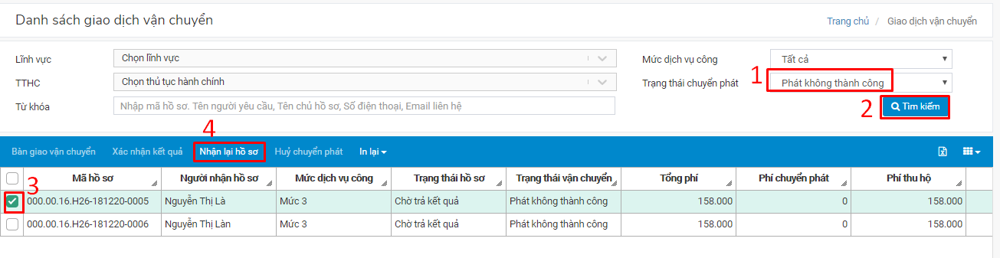 Danh sách giao dịch vận chuyển
Trang chủ / Giao dịch vận chuyển
Lĩnh vực Chọn lĩnh vực Mức dịch vụ công Tất cả
TTHC Chọn thủ tục hành chính Trạng thái chuyển phát 1 Phát không thành công
Từ khóa Nhập mã hồ sơ. Tên người yêu cầu, Tên chủ hồ sơ, Số điện thoại, Email liên hệ 2 Tìm kiếm
4
Bàn giao vận chuyển Xác nhận kết quả Nhận lại hồ sơ Huỷ chuyển phát In lại
3 Mã hồ sơ Người nhận hồ sơ Mức dịch vụ công Trạng thái hồ sơ Trạng thái vận chuyển Tổng phí Phí chuyển phát Phí thu hộ
000.00.16.H26-181220-0005 Nguyễn Thị Là Mức 3 Chờ trả kết quả Phát không thành công 158.000 0 158.000
000.00.16.H26-181220-0006 Nguyễn Thị Làn Mức 3 Chờ trả kết quả Phát không thành công 158.000 0 158.000